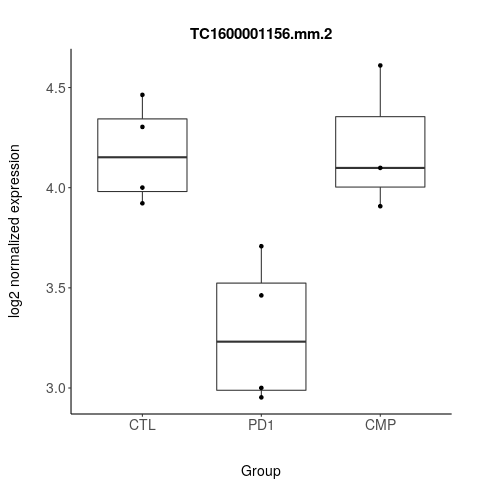 TC1600001156.mm.2
log2 normalized expression
4.5
4.0
3.5
3.0
CTL
PD1
CMP
Group